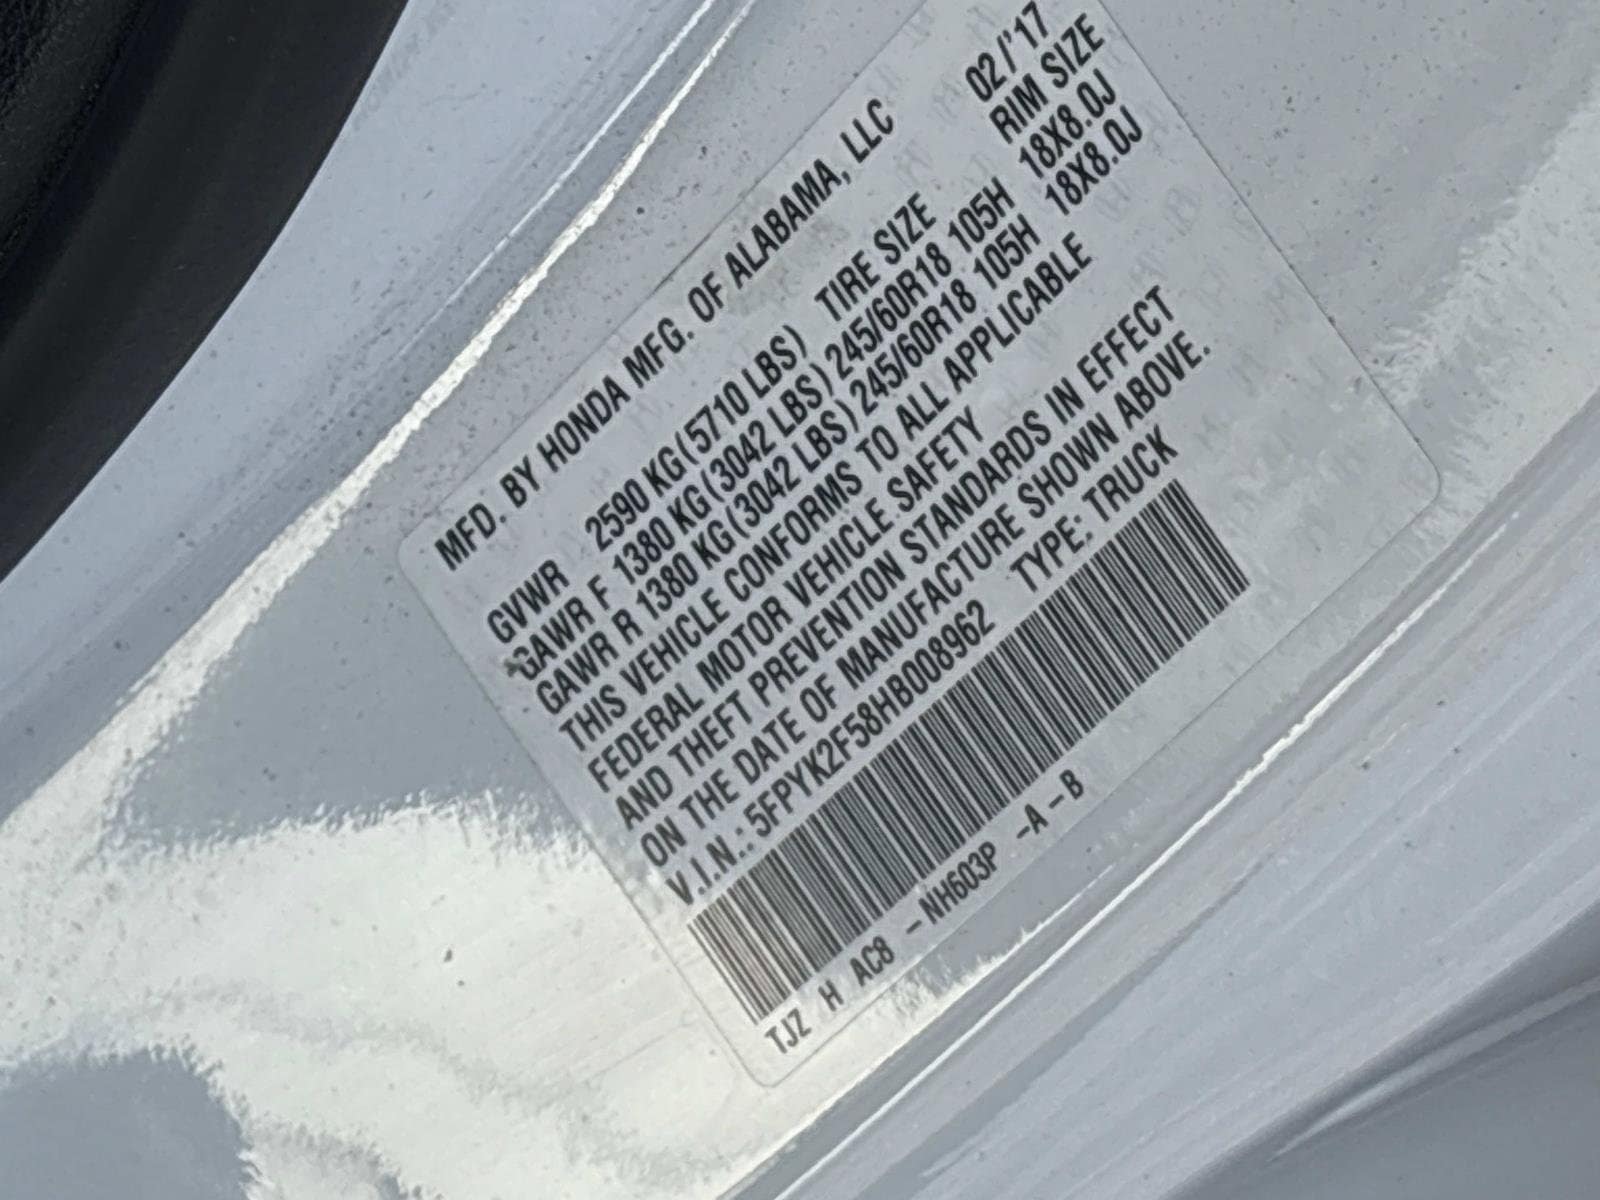 MFD. BY HONDA MFG. OF ALABAMA, LLC 02/'17
GVWR 2590 KG(5710 LBS) TIRE SIZE RIM SIZE
GAWR F 1380 KG(3042 LBS) 245/60R18 105H 18X8.0J
GAWR R 1380 KG(3042 LBS) 245/60R18 105H 18X8.0J
THIS VEHICLE CONFORMS TO ALL APPLICABLE
FEDERAL MOTOR VEHICLE SAFETY
AND THEFT PREVENTION STANDARDS IN EFFECT
ON THE DATE OF MANUFACTURE SHOWN ABOVE.
V.I.N.: 5FPYK2F58HB008962 TYPE: TRUCK
TJZ H AC8 -NH603P -A-B